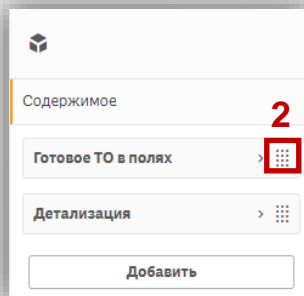 Содержимое
2
Готовое ТО в полях
Детализация
Добавить